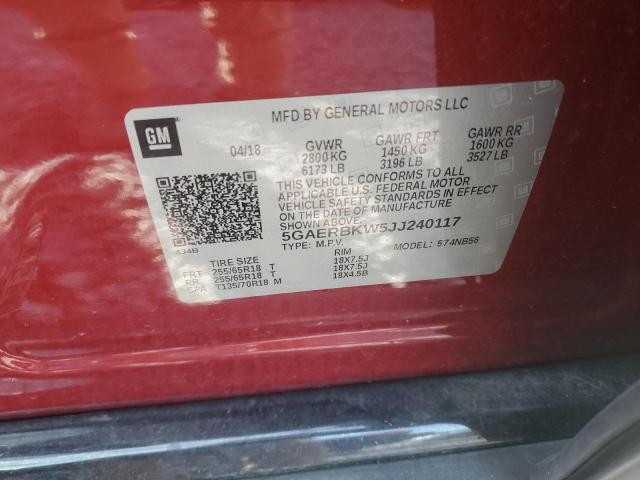 MFD BY GENERAL MOTORS LLC
GM
04/18 GVWR GAWR FRT GAWR RR
2800 KG 1450 KG 1600 KG
6173 LB 3196 LB 3527 LB
THIS VEHICLE CONFORMS TO ALL
APPLICABLE U.S. FEDERAL MOTOR
VEHICLE SAFETY STANDARDS IN EFFECT
ON THE DATE OF MANUFACTURE
SHOWN ABOVE.
5GAERBKW5JJ240117
TYPE: M.P.V. MODEL: 574NB56
434B
TIRE SIZE RIM
FRT 255/65R18 T 18X7.5J
RR 255/65R18 T 18X7.5J
SPA T135/70R18 M 18X4.5B